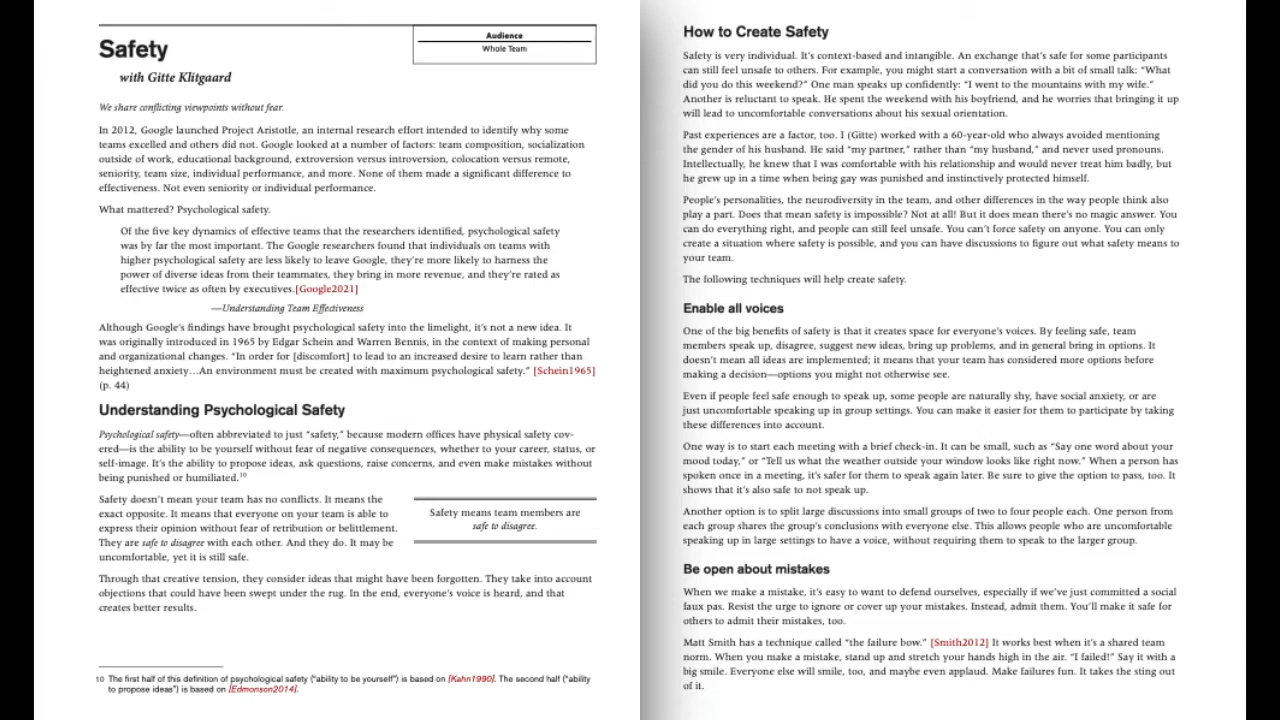 Safety
Audience
Whole Team
with Gitte Klitgaard
We share conflicting viewpoints without fear.
In 2012, Google launched Project Aristotle, an internal research effort intended to identify why some
teams excelled and others did not. Google looked at a number of factors: team composition, socialization
outside of work, educational background, extroversion versus introversion, colocation versus remote,
seniority, team size, individual performance, and more. None of them made a significant difference to
effectiveness. Not even seniority or individual performance.
What mattered? Psychological safety.
Of the five key dynamics of effective teams that the researchers identified, psychological safety
was by far the most important. The Google researchers found that individuals on teams with
higher psychological safety are less likely to leave Google, they're more likely to harness the
power of diverse ideas from their teammates, they bring in more revenue, and they're rated as
effective twice as often by executives.[Google2021]
—Understanding Team Effectiveness
Although Google's findings have brought psychological safety into the limelight, it's not a new idea. It
was originally introduced in 1965 by Edgar Schein and Warren Bennis, in the context of making personal
and organizational changes. “In order for [discomfort] to lead to an increased desire to learn rather than
heightened anxiety…An environment must be created with maximum psychological safety.” [Schein1965]
(p. 44)
Understanding Psychological Safety
Psychological safety—often abbreviated to just “safety,” because modern offices have physical safety cov-
ered—is the ability to be yourself without fear of negative consequences, whether to your career, status, or
self-image. It's the ability to propose ideas, ask questions, raise concerns, and even make mistakes without
being punished or humiliated.10
Safety doesn't mean your team has no conflicts. It means the
exact opposite. It means that everyone on your team is able to
express their opinion without fear of retribution or belittlement.
They are safe to disagree with each other. And they do. It may be
uncomfortable, yet it is still safe.
Safety means team members are
safe to disagree.
Through that creative tension, they consider ideas that might have been forgotten. They take into account
objections that could have been swept under the rug. In the end, everyone's voice is heard, and that
creates better results.
10 The first half of this definition of psychological safety (“ability to be yourself”) is based on [Kahn1990]. The second half (“ability
to propose ideas”) is based on [Edmonson2014].
How to Create Safety
Safety is very individual. It's context-based and intangible. An exchange that's safe for some participants
can still feel unsafe to others. For example, you might start a conversation with a bit of small talk: “What
did you do this weekend?” One man speaks up confidently: “I went to the mountains with my wife.”
Another is reluctant to speak. He spent the weekend with his boyfriend, and he worries that bringing it up
will lead to uncomfortable conversations about his sexual orientation.
Past experiences are a factor, too. I (Gitte) worked with a 60-year-old who always avoided mentioning
the gender of his husband. He said “my partner,” rather than “my husband,” and never used pronouns.
Intellectually, he knew that I was comfortable with his relationship and would never treat him badly, but
he grew up in a time when being gay was punished and instinctively protected himself.
People's personalities, the neurodiversity in the team, and other differences in the way people think also
play a part. Does that mean safety is impossible? Not at all! But it does mean there's no magic answer. You
can do everything right, and people can still feel unsafe. You can't force safety on anyone. You can only
create a situation where safety is possible, and you can have discussions to figure out what safety means to
your team.
The following techniques will help create safety.
Enable all voices
One of the big benefits of safety is that it creates space for everyone's voices. By feeling safe, team
members speak up, disagree, suggest new ideas, bring up problems, and in general bring in options. It
doesn't mean all ideas are implemented; it means that your team has considered more options before
making a decision—options you might not otherwise see.
Even if people feel safe enough to speak up, some people are naturally shy, have social anxiety, or are
just uncomfortable speaking up in group settings. You can make it easier for them to participate by taking
these differences into account.
One way is to start each meeting with a brief check-in. It can be small, such as “Say one word about your
mood today,” or “Tell us what the weather outside your window looks like right now.” When a person has
spoken once in a meeting, it's safer for them to speak again later. Be sure to give the option to pass, too. It
shows that it's also safe to not speak up.
Another option is to split large discussions into small groups of two to four people each. One person from
each group shares the group's conclusions with everyone else. This allows people who are uncomfortable
speaking up in large settings to have a voice, without requiring them to speak to the larger group.
Be open about mistakes
When we make a mistake, it's easy to want to defend ourselves, especially if we've just committed a social
faux pas. Resist the urge to ignore or cover up your mistakes. Instead, admit them. You'll make it safe for
others to admit their mistakes, too.
Matt Smith has a technique called “the failure bow.” [Smith2012] It works best when it's a shared team
norm. When you make a mistake, stand up and stretch your hands high in the air. “I failed!” Say it with a
big smile. Everyone else will smile, too, and maybe even applaud. Make failures fun. It takes the sting out
of it.